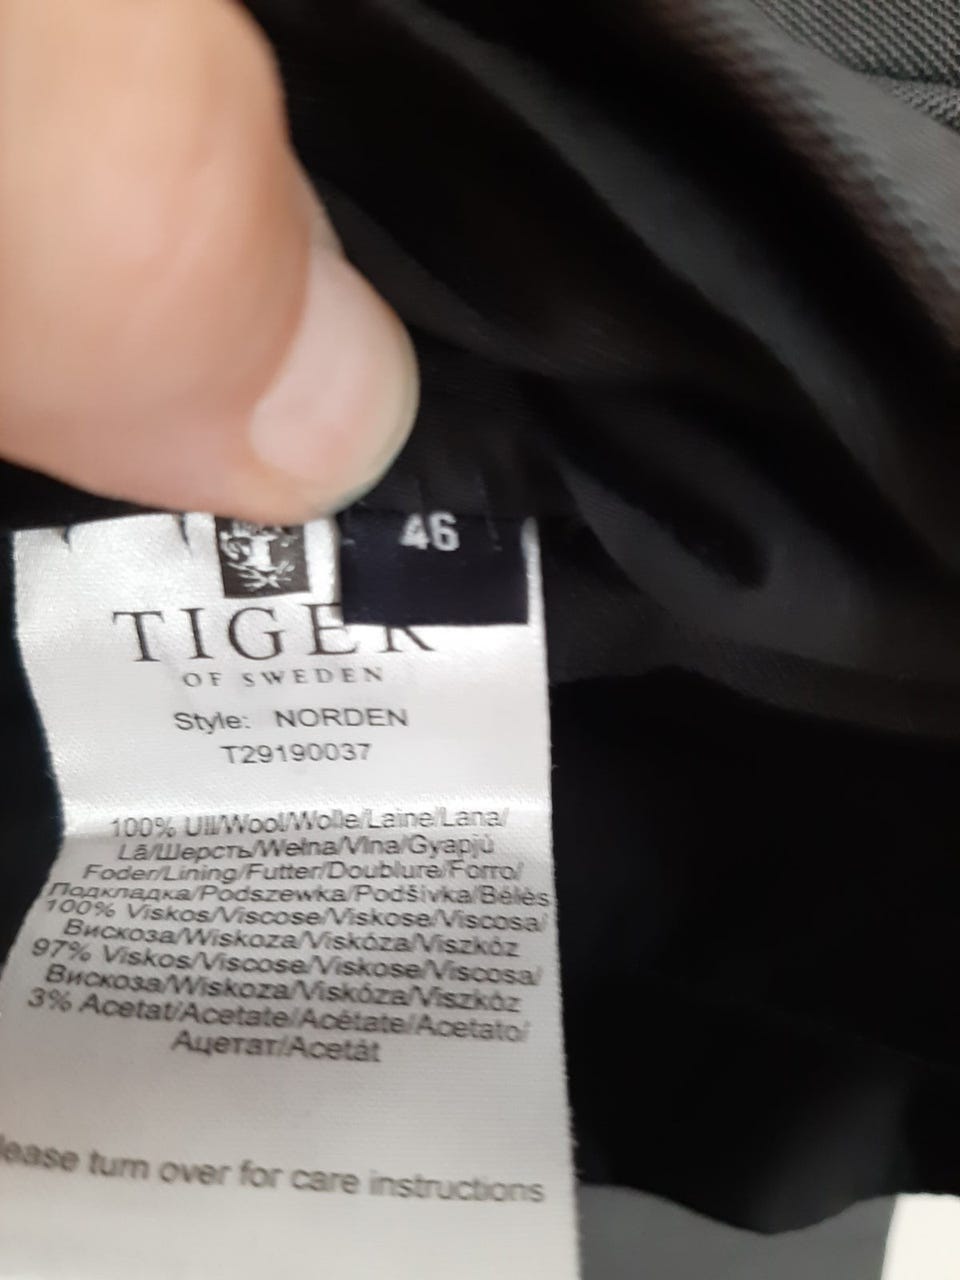 46
TIGER
OF SWEDEN
Style: NORDEN
T29190037
100% Ull/Wool/Wolle/Laine/Lana/
Lã/Шерсть/Wełna/Vlna/Gyapjú
Foder/Lining/Futter/Doublure/Forro/
Подкладка/Podszewka/Podšívka/Bélés
100% Viskos/Viscose/Viskose/Viscosa/
Вискоза/Wiskoza/Viskóza/Viszkóz
97% Viskos/Viscose/Viskose/Viscosa/
Вискоза/Wiskoza/Viskóza/Viszkóz
3% Acetat/Acetate/Acétate/Acetato/
Ацетат/Acetát
lease turn over for care instructions